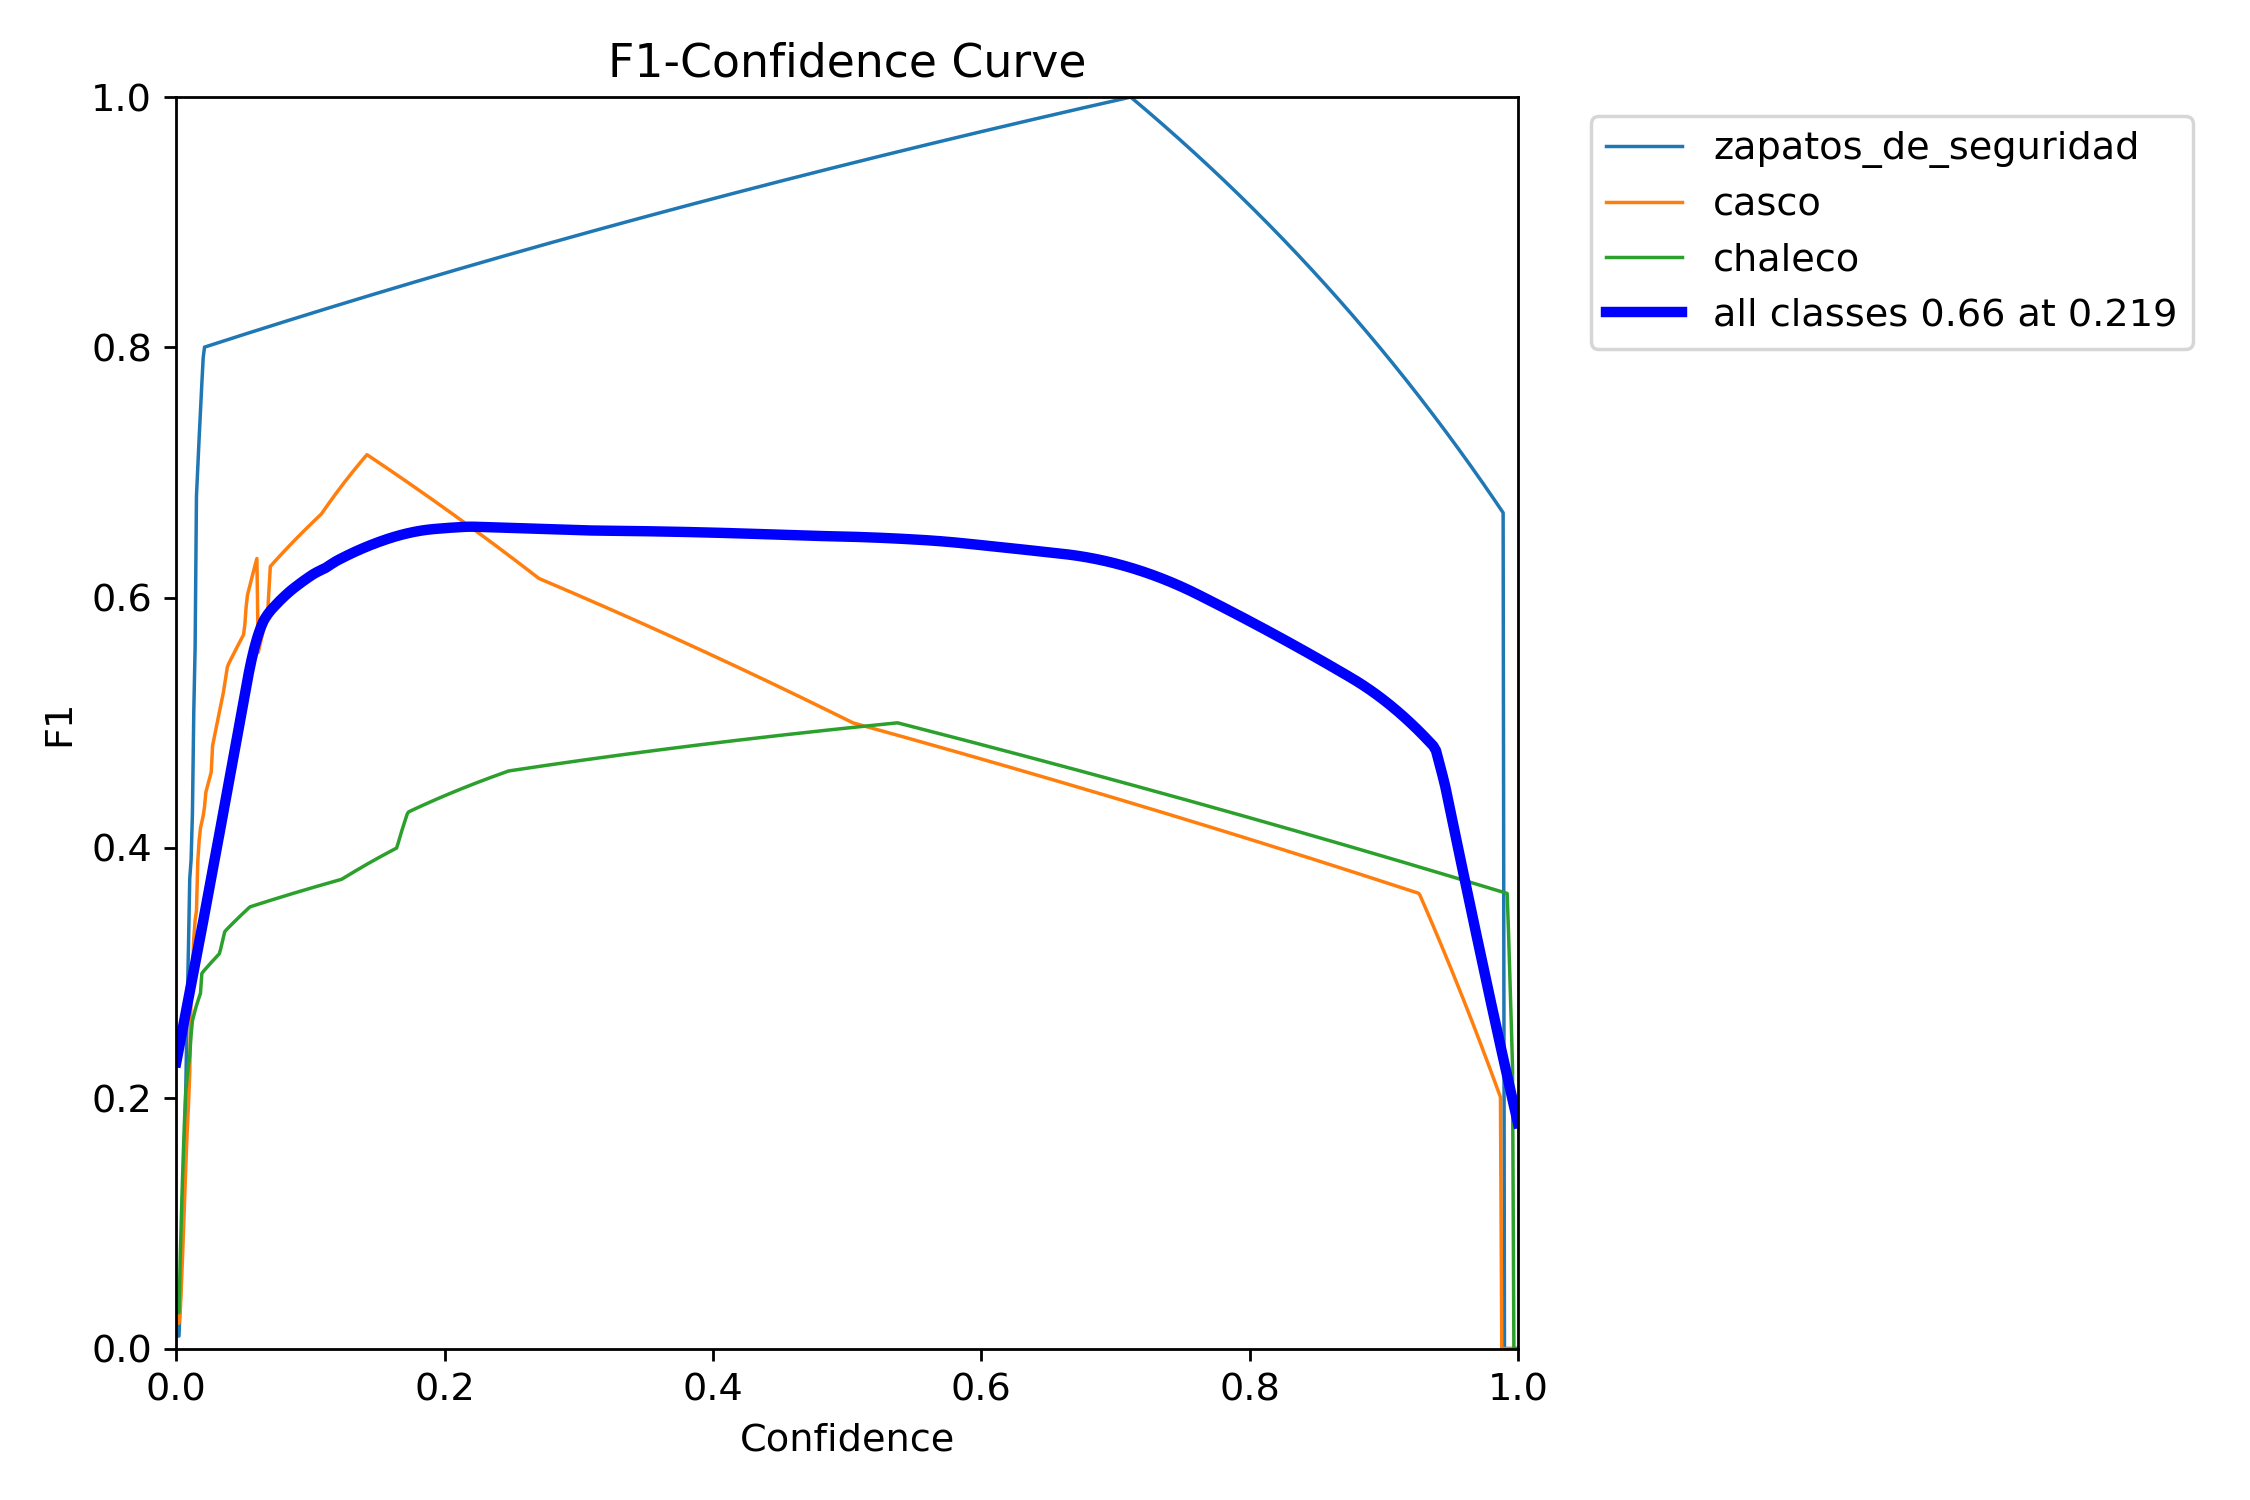 F1-Confidence Curve
1.0
0.8
0.6
0.4
0.2
0.0
F1
0.0 0.2 0.4 0.6 0.8 1.0
Confidence
zapatos_de_seguridad
casco
chaleco
all classes 0.66 at 0.219